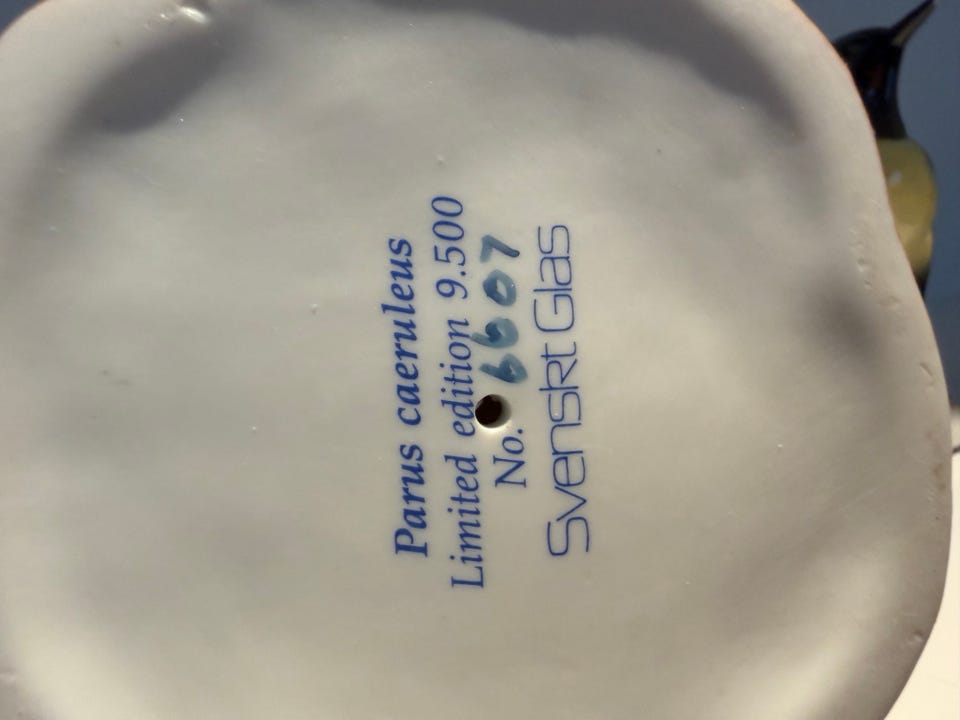 Parus caeruleus
Limited edition 9.500
No. 6607
Svenskt Glas